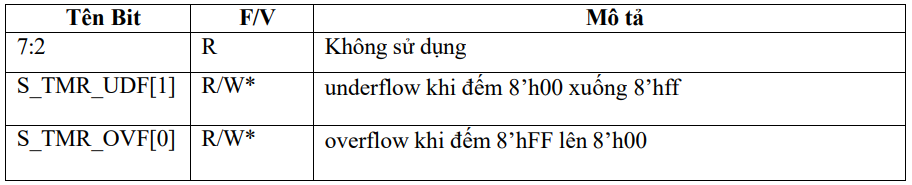 Tên Bit F/V Mô tả
7:2 R Không sử dụng
S_TMR_UDF[1] R/W* underflow khi đếm 8’h00 xuống 8’hff
S_TMR_OVF[0] R/W* overflow khi đếm 8’hFF lên 8’h00